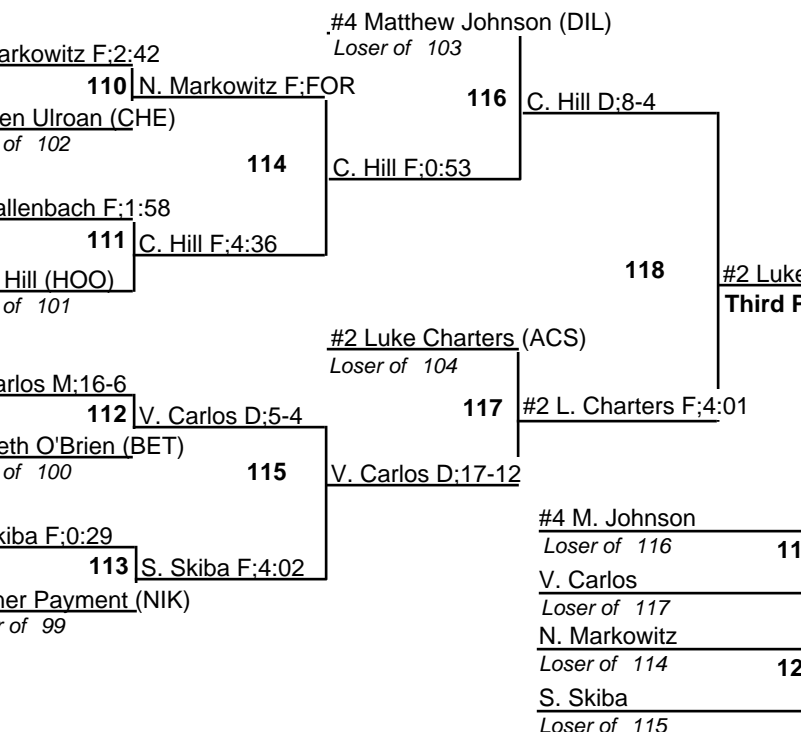 #4 Matthew Johnson (DIL)
Loser of 103
arkowitz F;2:42
110 N. Markowitz F;FOR
116 C. Hill D;8-4
en Ulroan (CHE)
of 102
114 C. Hill F;0:53
allenbach F;1:58
111 C. Hill F;4:36
118 #2 Luke
Hill (HOO)
of 101
Third
#2 Luke Charters (ACS)
Loser of 104
arlos M;16-6
112 V. Carlos D;5-4
117 #2 L. Charters F;4:01
eth O'Brien (BET)
of 100
115 V. Carlos D;17-12
#4 M. Johnson
Loser of 116
11
kiba F;0:29
113 S. Skiba F;4:02
V. Carlos
Loser of 117
ner Payment (NIK)
r of 99
N. Markowitz
Loser of 114
12
S. Skiba
Loser of 115